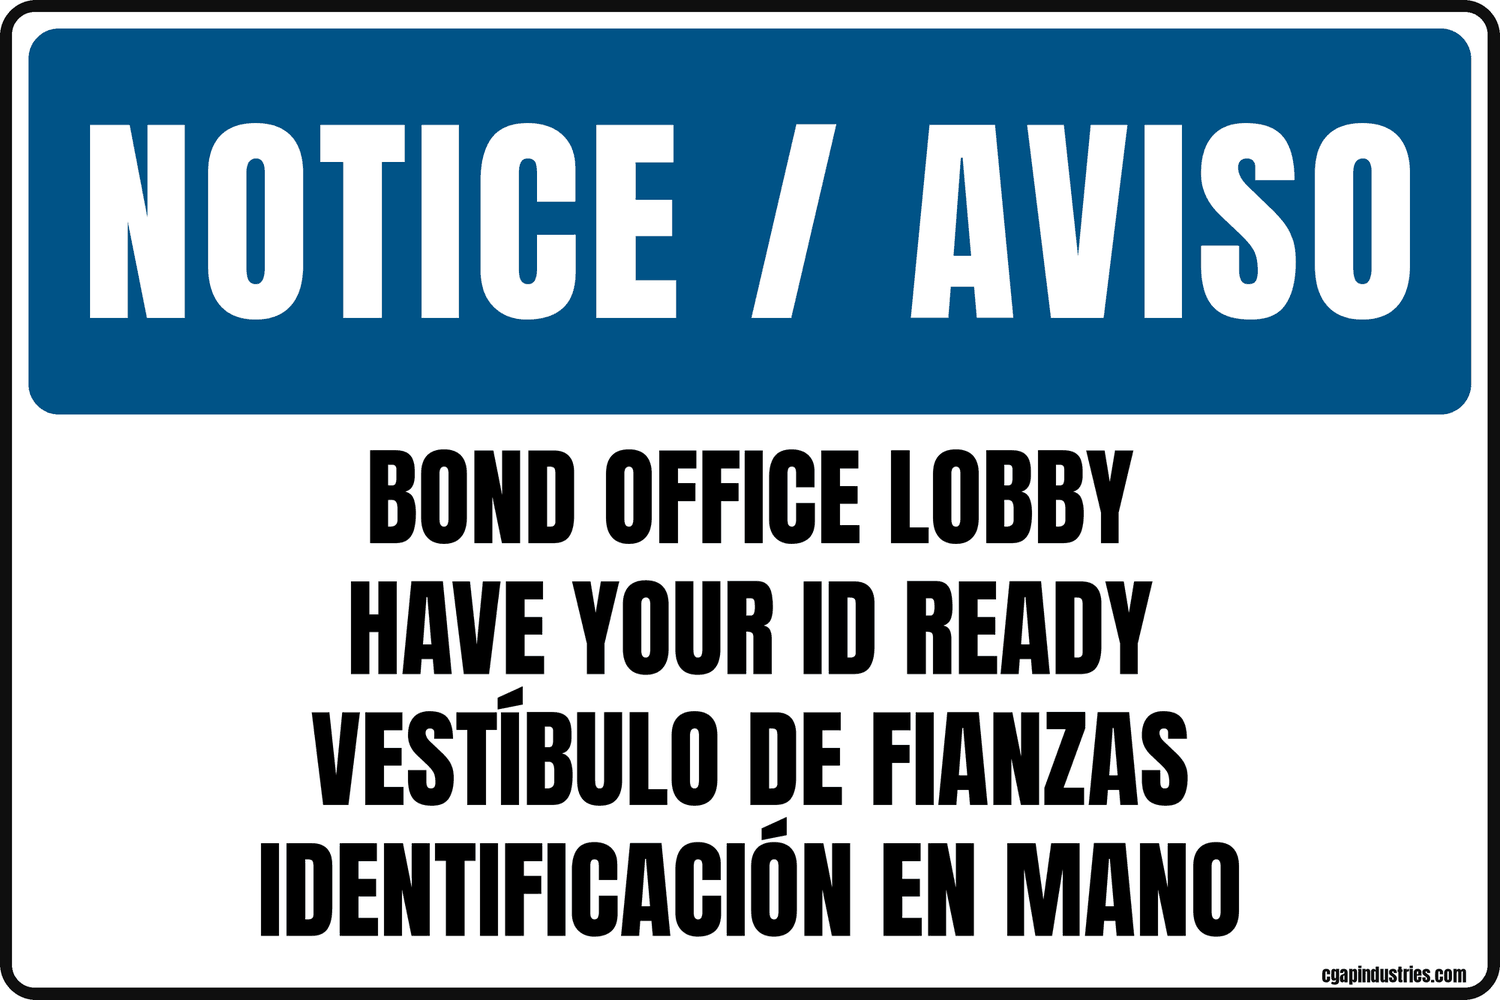 NOTICE / AVISO
BOND OFFICE LOBBY
HAVE YOUR ID READY
VESTÍBULO DE FIANZAS
IDENTIFICACIÓN EN MANO
cgapindustries.com